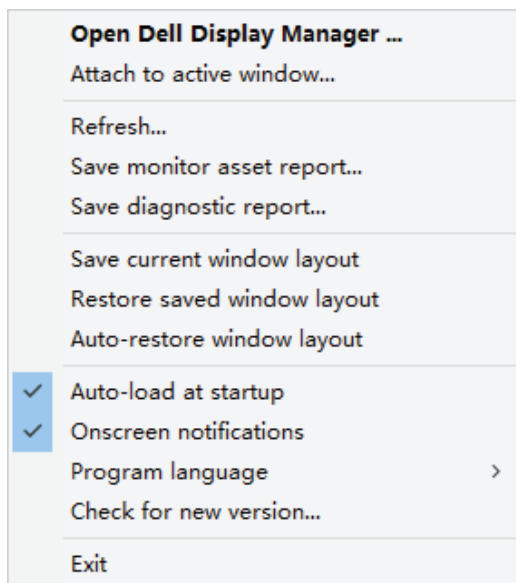 Open Dell Display Manager ...
Attach to active window...
Refresh...
Save monitor asset report...
Save diagnostic report...
Save current window layout
Restore saved window layout
Auto-restore window layout
Auto-load at startup
Onscreen notifications
Program language
Check for new version...
Exit